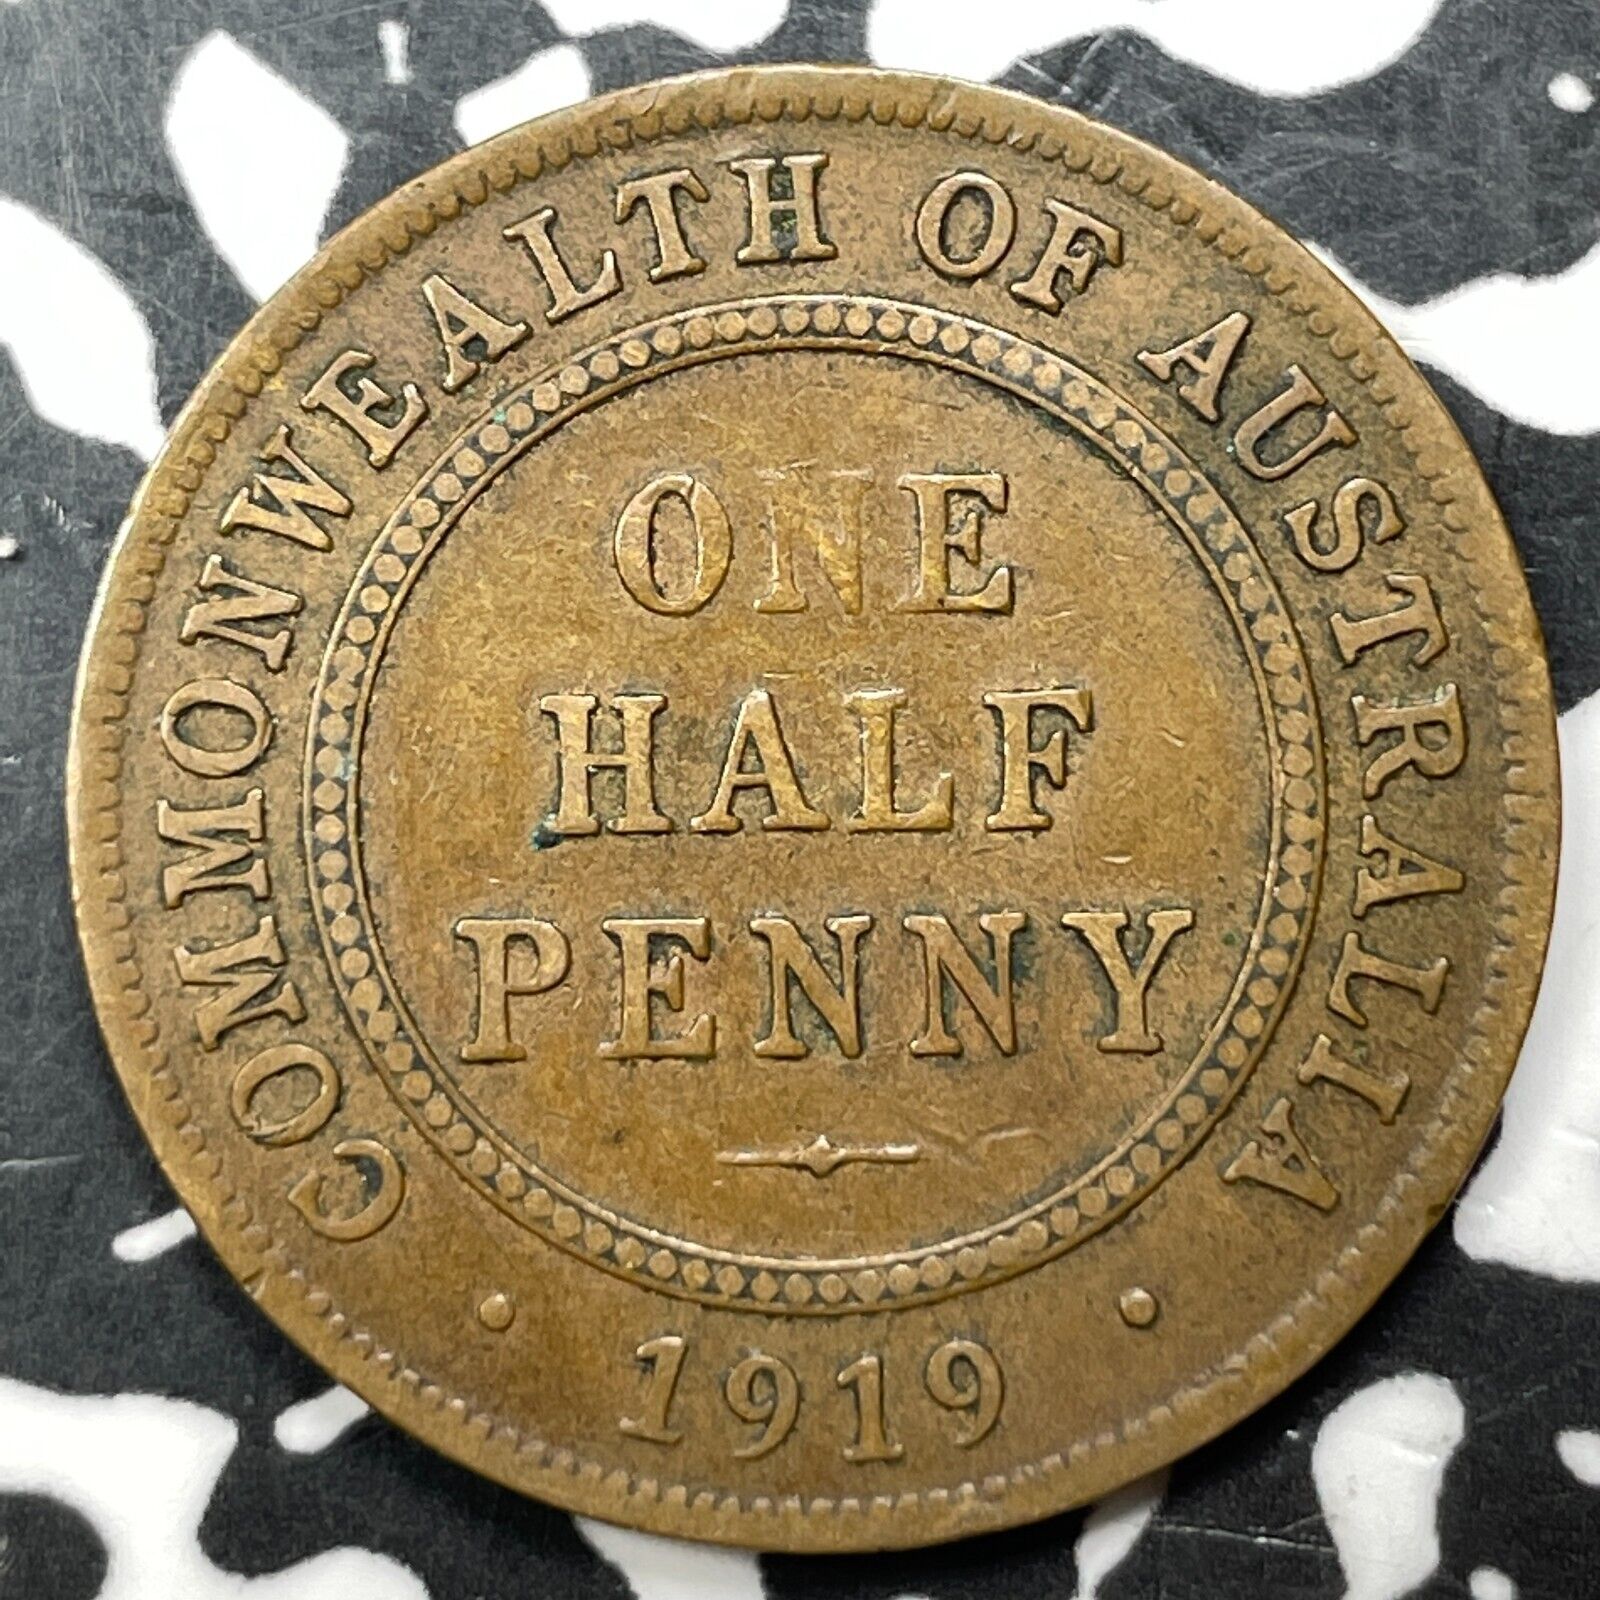 COMMONWEALTH OF AUSTRALIA
ONE
HALF
PENNY
1919